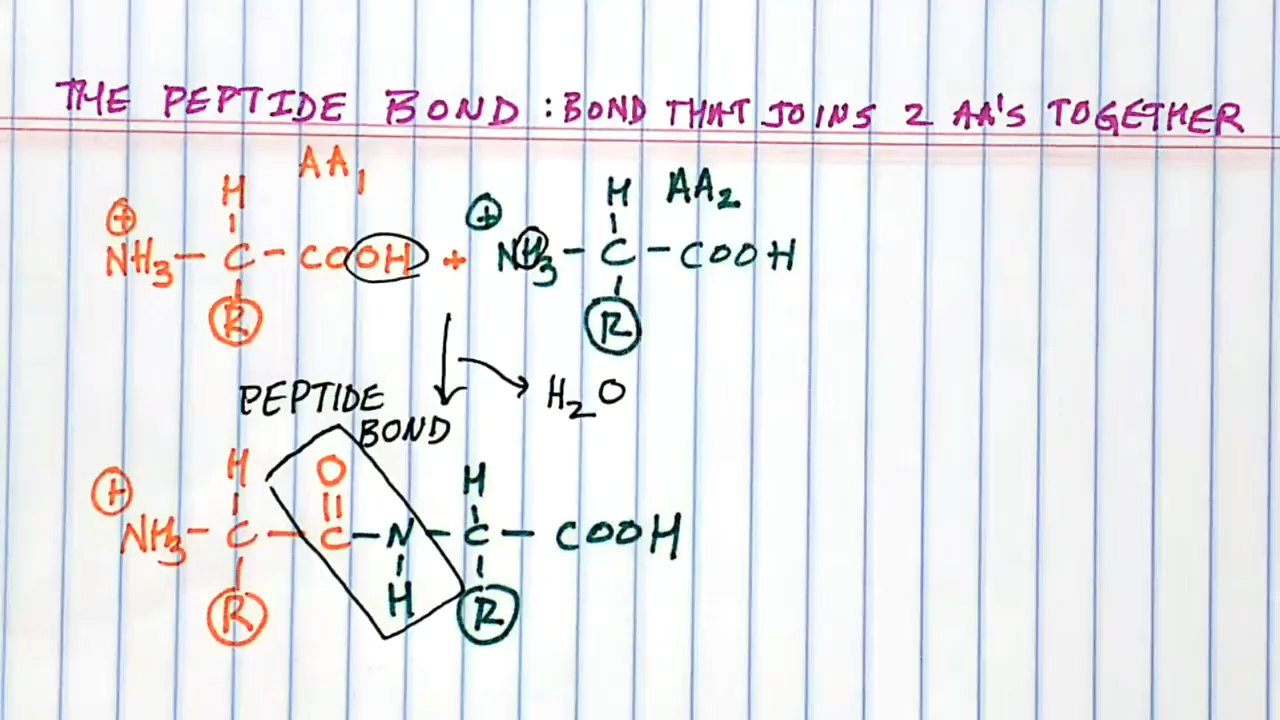 THE PEPTIDE BOND : BOND THAT JOINS 2 AA'S TOGETHER
AA1
AA2
H
H
+
+
NH3 – C – COOH + NH3 – C – COOH
R
R
H2O
PEPTIDE
BOND
H
O
H
+
NH3 – C – C – N – C – COOH
H
R
R